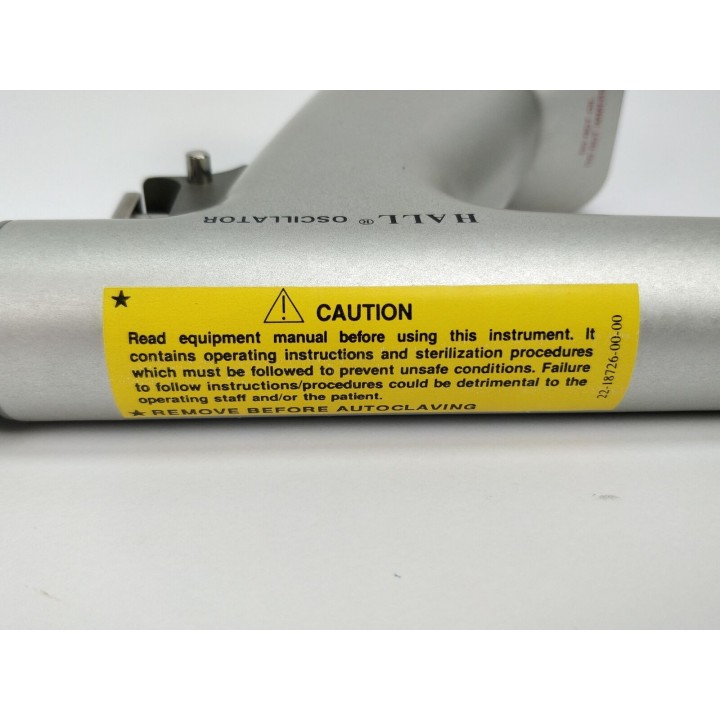 HALL® OSCILLATOR
★
⚠ CAUTION
Read equipment manual before using this instrument. It
contains operating instructions and sterilization procedures
which must be followed to prevent unsafe conditions. Failure
to follow instructions/procedures could be detrimental to the
operating staff and/or the patient.
★ REMOVE BEFORE AUTOCLAVING
22-18726-00-00